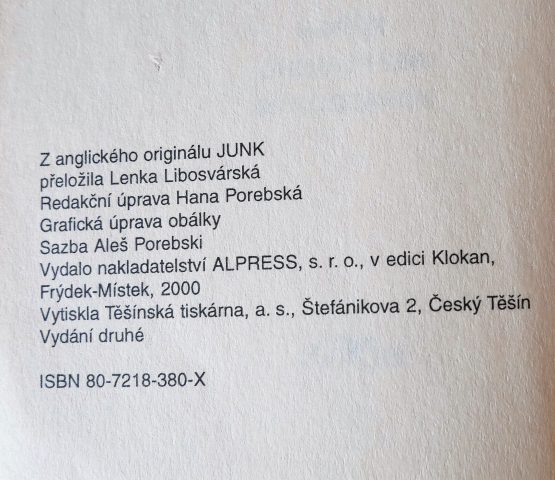 Z anglického originálu JUNK
přeložila Lenka Libosvárská
Redakční úprava Hana Porebská
Grafická úprava obálky
Sazba Aleš Porebski
Vydalo nakladatelství ALPRESS, s. r. o., v edici Klokan,
Frýdek-Místek, 2000
Vytiskla Těšínská tiskárna, a. s., Štefánikova 2, Český Těšín
Vydání druhé
ISBN 80-7218-380-X